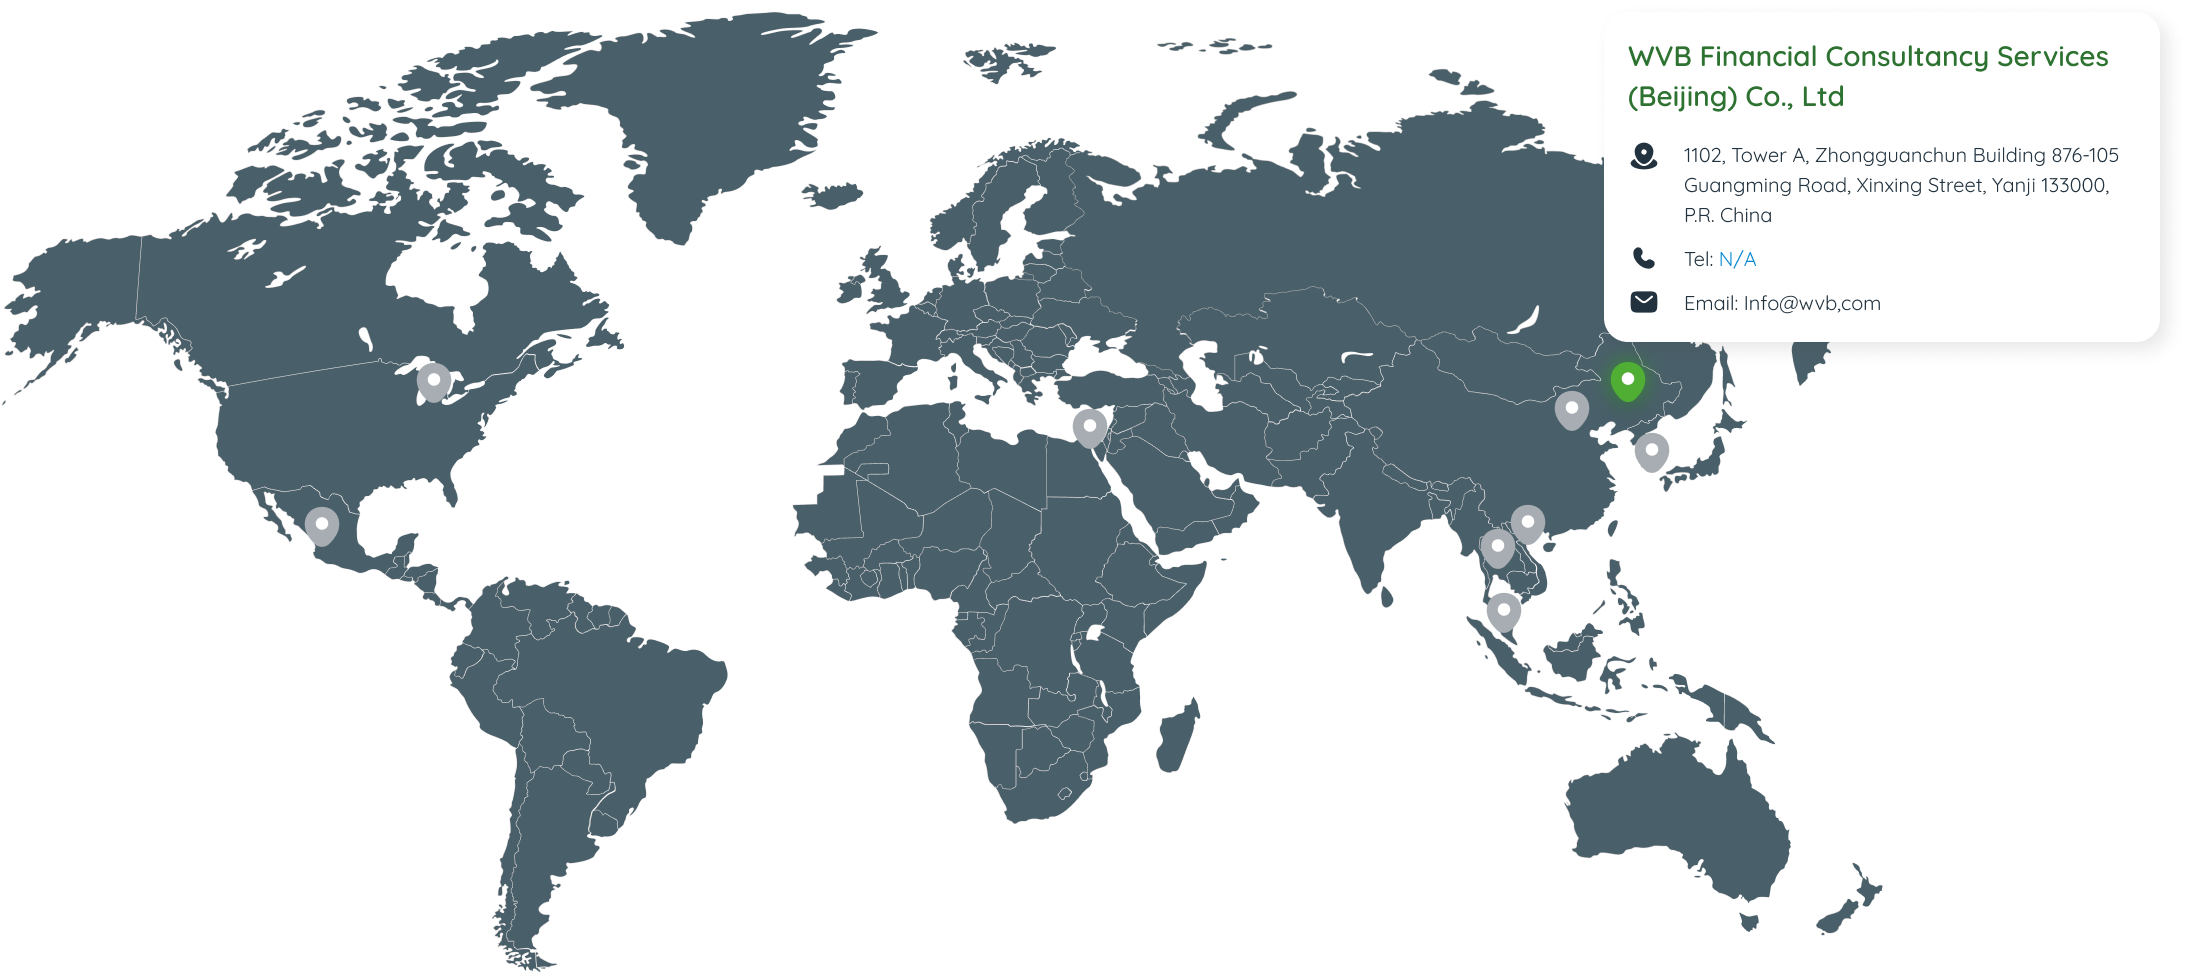 WVB Financial Consultancy Services
(Beijing) Co., Ltd
1102, Tower A, Zhongguanchun Building 876-105
Guangming Road, Xinxing Street, Yanji 133000,
P.R. China
Tel: N/A
Email: Info@wvb,com